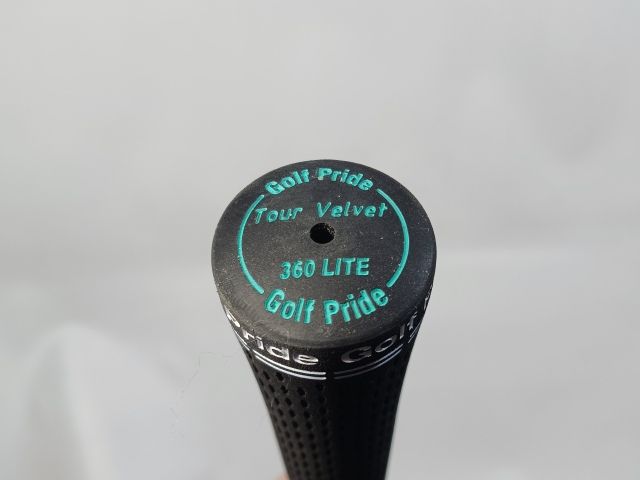 Golf Pride
Tour Velvet
360 LITE
Golf Pride
Pride Golf